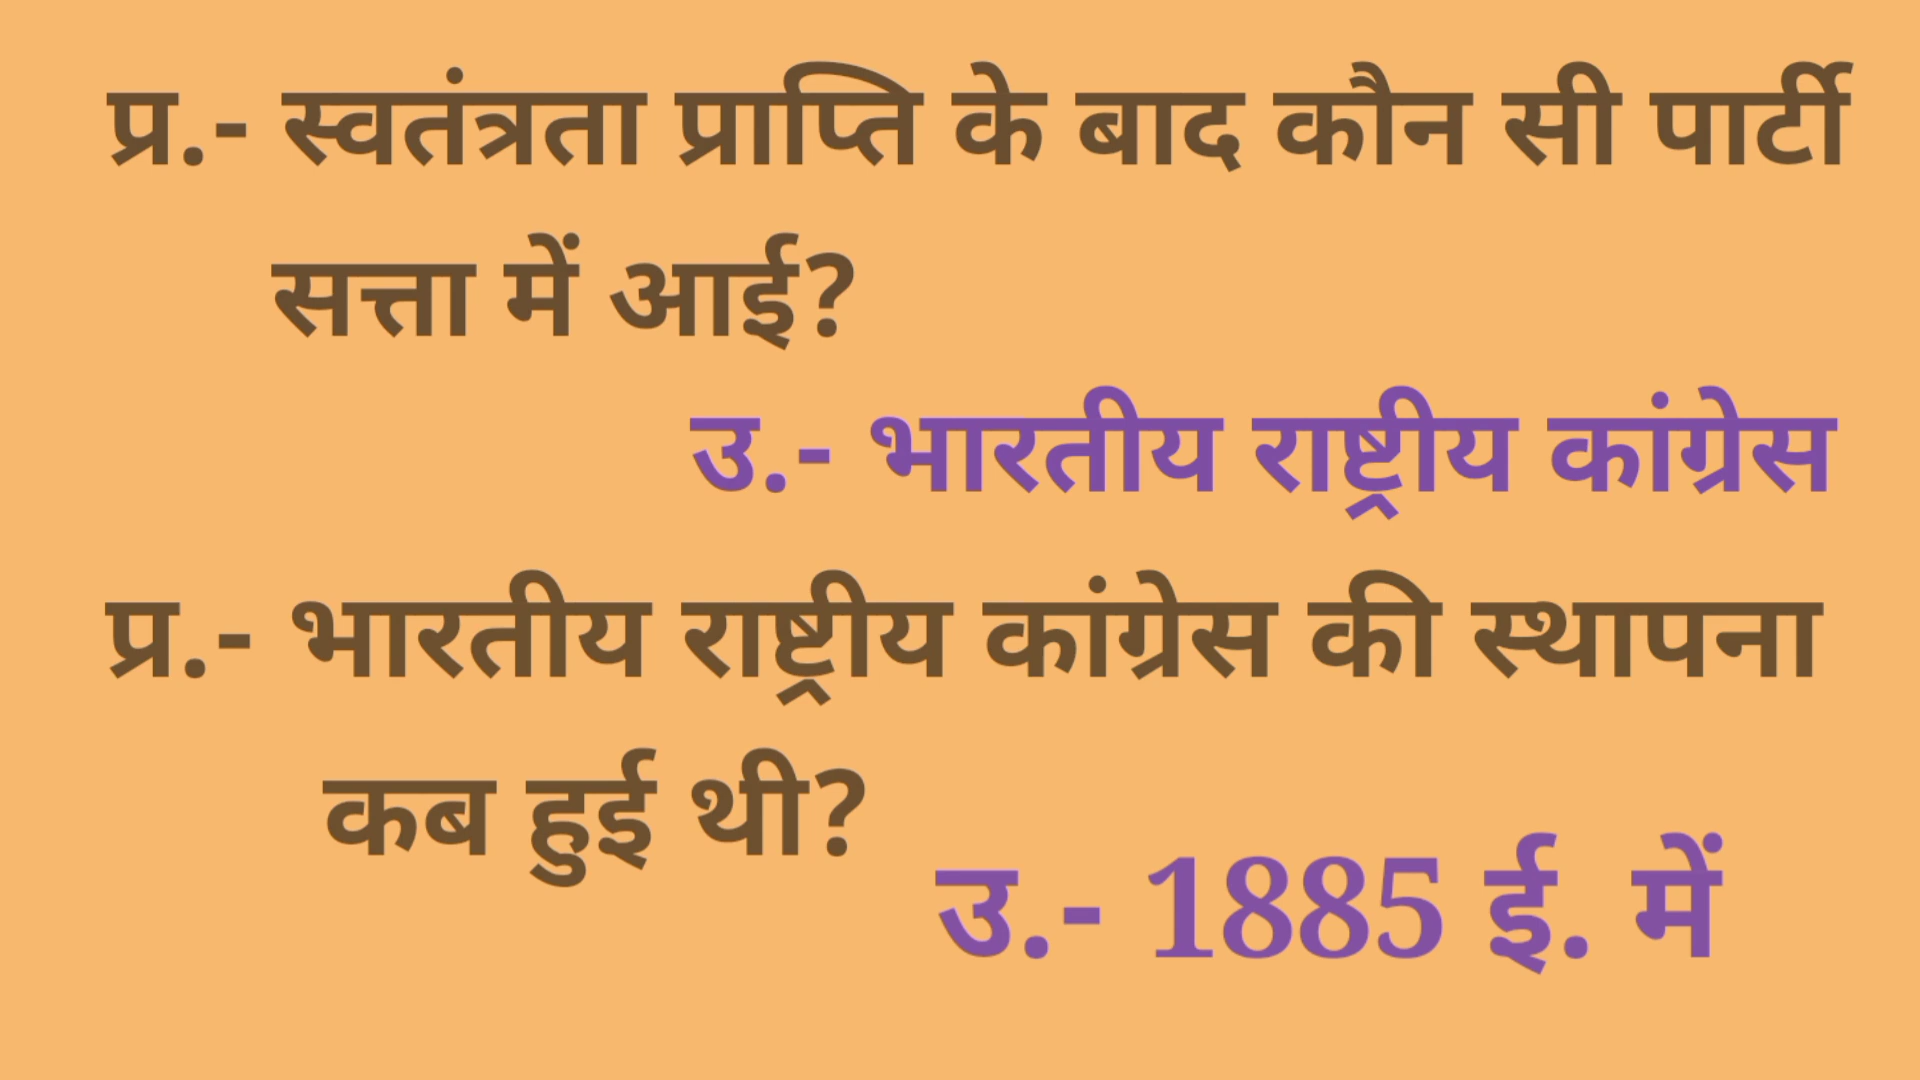 प्र.- स्वतंत्रता प्राप्ति के बाद कौन सी पार्टी
सत्ता में आई?
उ.- भारतीय राष्ट्रीय कांग्रेस
प्र.- भारतीय राष्ट्रीय कांग्रेस की स्थापना
कब हुई थी?
उ.- 1885 ई. में